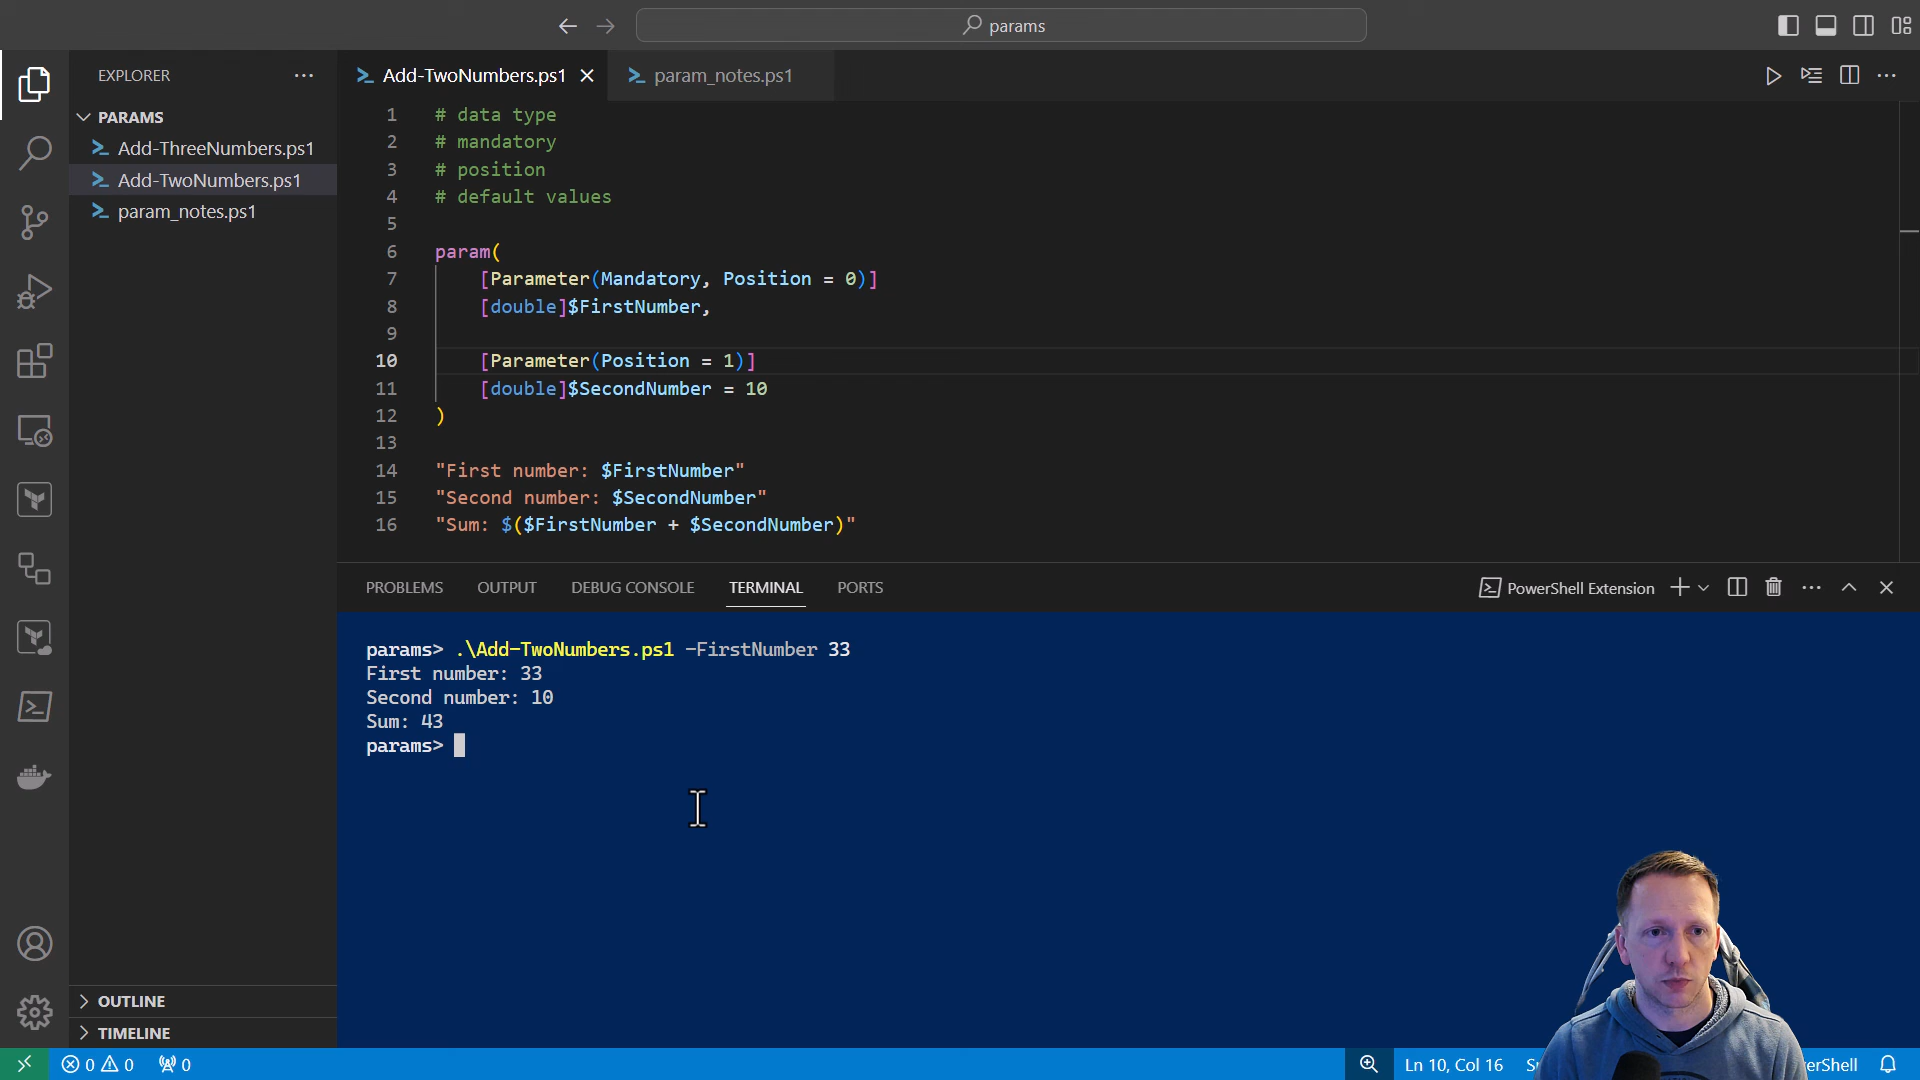 params
EXPLORER
PARAMS
Add-ThreeNumbers.ps1
Add-TwoNumbers.ps1
param_notes.ps1
OUTLINE
TIMELINE
Add-TwoNumbers.ps1
param_notes.ps1
1 # data type
2 # mandatory
3 # position
4 # default values
5
6 param(
7 [Parameter(Mandatory, Position = 0)]
8 [double]$FirstNumber,
9
10 [Parameter(Position = 1)]
11 [double]$SecondNumber = 10
12 )
13
14 "First number: $FirstNumber"
15 "Second number: $SecondNumber"
16 "Sum: $($FirstNumber + $SecondNumber)"
PROBLEMS OUTPUT DEBUG CONSOLE TERMINAL PORTS PowerShell Extension
params> .\Add-TwoNumbers.ps1 -FirstNumber 33
First number: 33
Second number: 10
Sum: 43
params>
0 0 0 Ln 10, Col 16